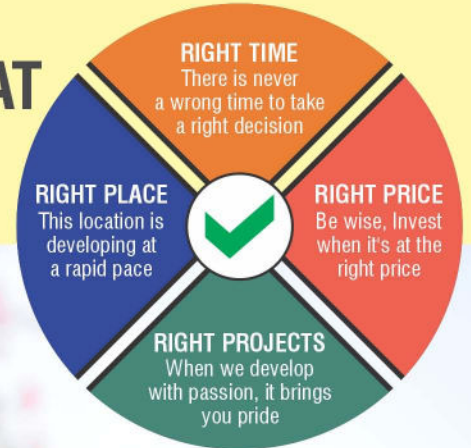 AT
RIGHT TIME
There is never
a wrong time to take
a right decision
RIGHT PLACE
This location is
developing at
a rapid pace
RIGHT PRICE
Be wise, Invest
when it's at the
right price
RIGHT PROJECTS
When we develop
with passion, it brings
you pride